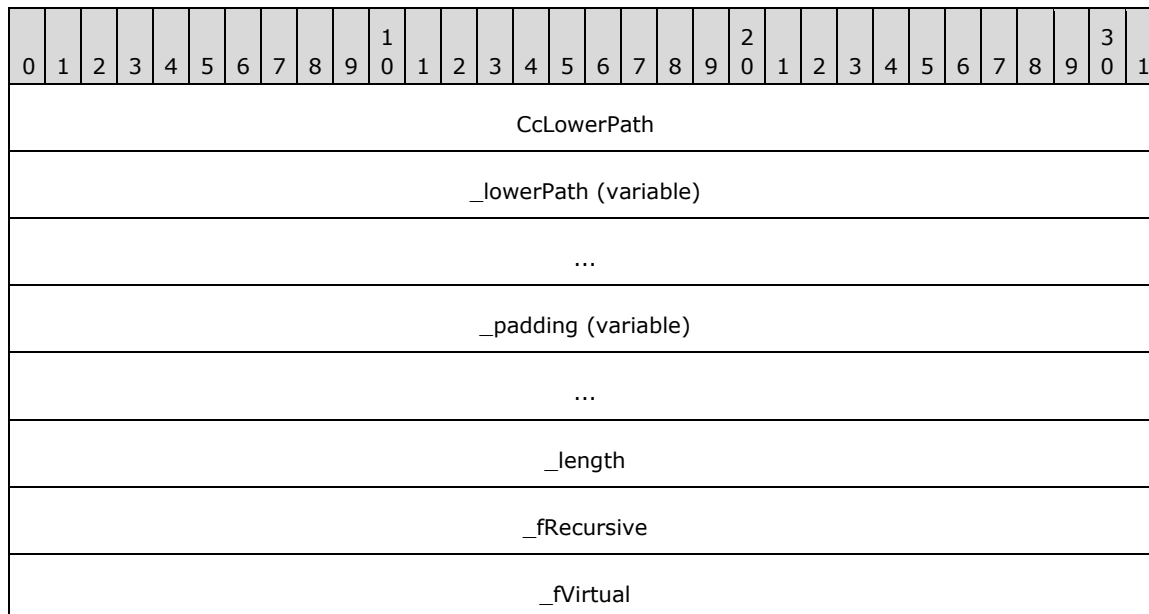 1 2 3
0 1 2 3 4 5 6 7 8 9 0 1 2 3 4 5 6 7 8 9 0 1 2 3 4 5 6 7 8 9 0 1
CcLowerPath
_lowerPath (variable)
...
_padding (variable)
...
_length
_fRecursive
_fVirtual